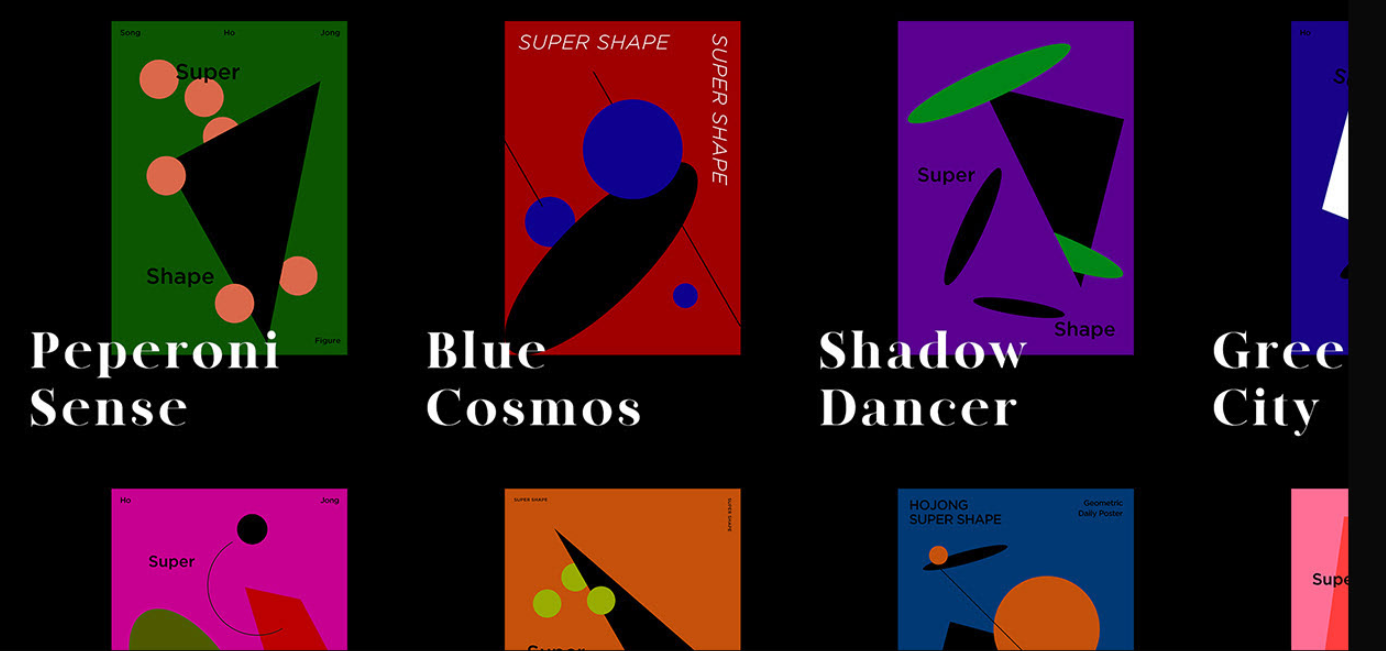 Song Ho Jong
Super
Shape
Figure
Peperoni
Sense
SUPER SHAPE
SUPER SHAPE
Blue
Cosmos
Super
Shape
Shadow
Dancer
Ho
Gree
City
Ho Jong
Super
SUPER SHAPE
SUPER SHAPE
Super
HOJONG
SUPER SHAPE
Geometric
Daily Poster
Supe